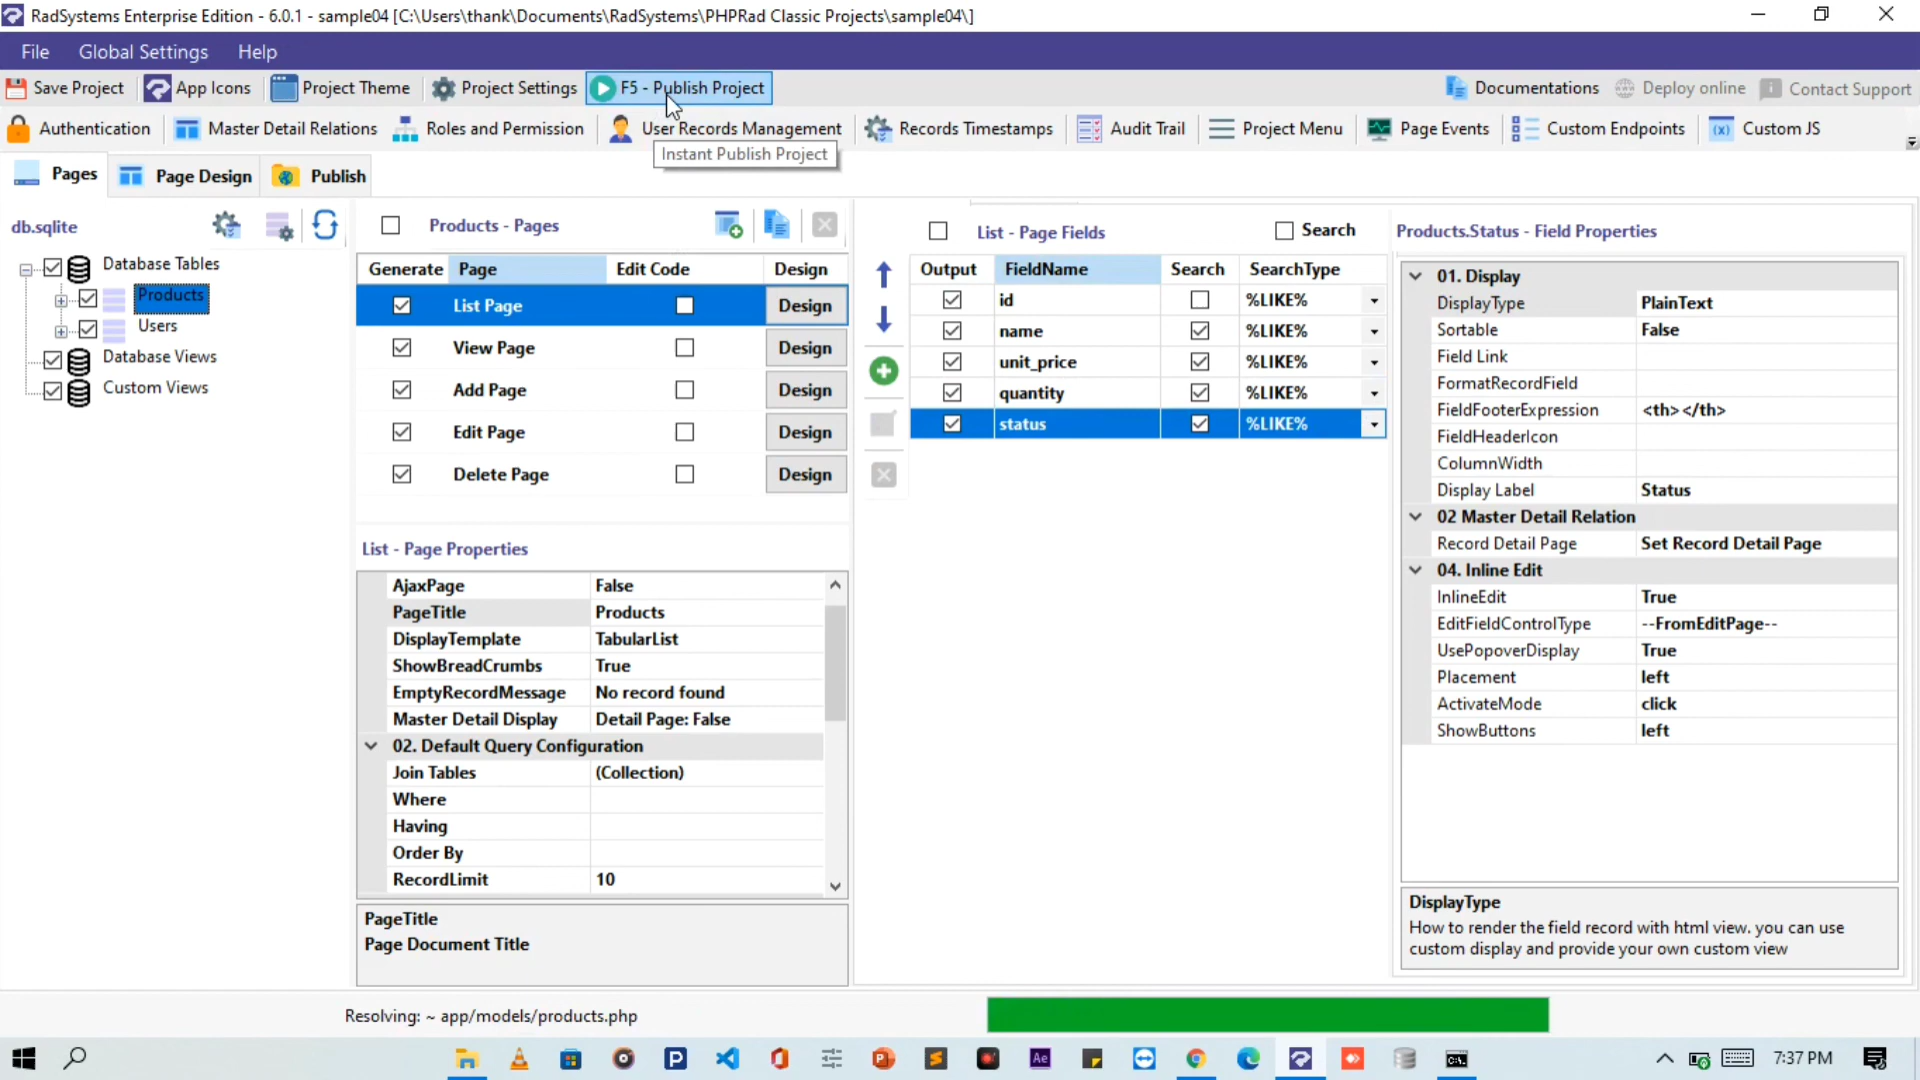 RadSystems Enterprise Edition - 6.0.1 - sample04 [C:\Users\thank\Documents\RadSystems\PHPRad Classic Projects\sample04\]
File Global Settings Help
Save Project App Icons Project Theme Project Settings F5 - Publish Project Documentations Deploy online Contact Support
Authentication Master Detail Relations Roles and Permission User Records Management Records Timestamps Audit Trail Project Menu Page Events Custom Endpoints Custom JS
Instant Publish Project
Pages Page Design Publish
db.sqlite
Database Tables
Products
Users
Database Views
Custom Views
Products - Pages
Generate Page Edit Code Design
List Page Design
View Page Design
Add Page Design
Edit Page Design
Delete Page Design
List - Page Properties
AjaxPage False
PageTitle Products
DisplayTemplate TabularList
ShowBreadCrumbs True
EmptyRecordMessage No record found
Master Detail Display Detail Page: False
02. Default Query Configuration
Join Tables (Collection)
Where
Having
Order By
RecordLimit 10
PageTitle
Page Document Title
List - Page Fields Search
Output FieldName Search SearchType
id %LIKE%
name %LIKE%
unit_price %LIKE%
quantity %LIKE%
status %LIKE%
Products.Status - Field Properties
01. Display
DisplayType PlainText
Sortable False
Field Link
FormatRecordField
FieldFooterExpression <th></th>
FieldHeaderIcon
ColumnWidth
Display Label Status
02 Master Detail Relation
Record Detail Page Set Record Detail Page
04. Inline Edit
InlineEdit True
EditFieldControlType --FromEditPage--
UsePopoverDisplay True
Placement left
ActivateMode click
ShowButtons left
DisplayType
How to render the field record with html view. you can use
custom display and provide your own custom view
Resolving: ~ app/models/products.php
7:37 PM